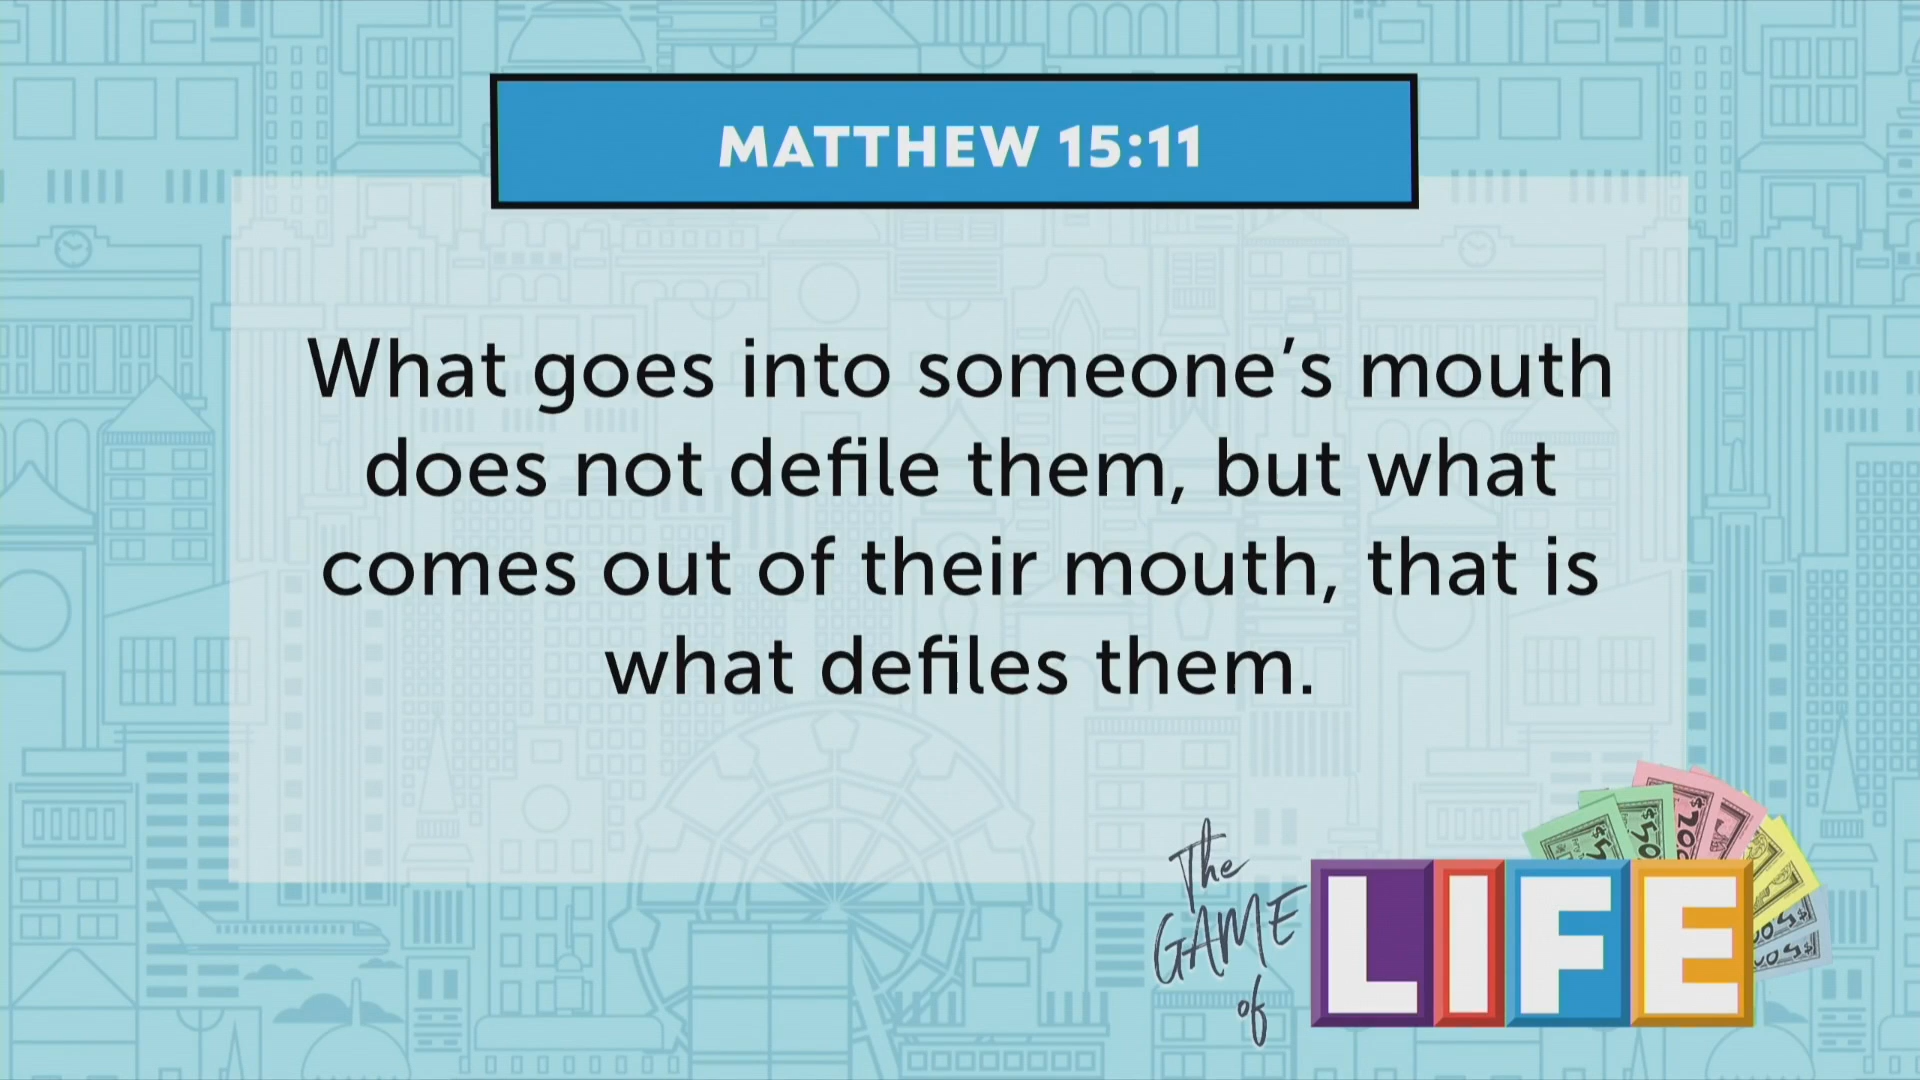 MATTHEW 15:11
What goes into someone’s mouth
does not defile them, but what
comes out of their mouth, that is
what defiles them.
The
GAME
of
LIFE